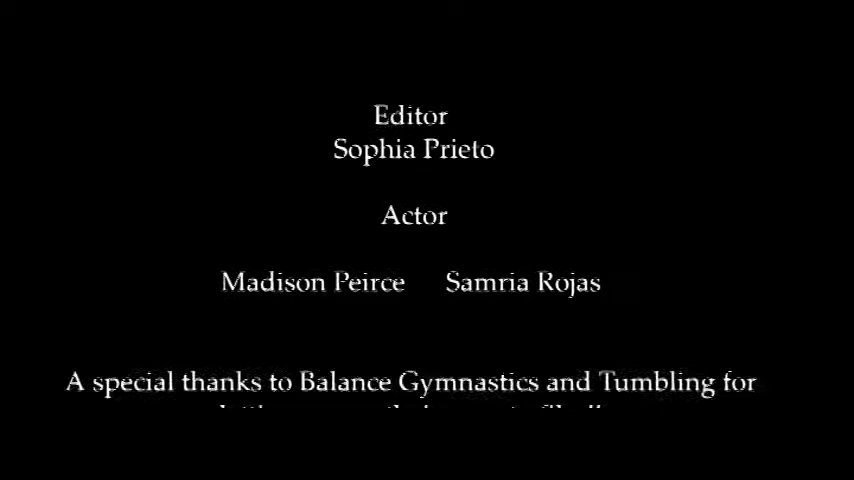 Editor
Sophia Prieto
Actor
Madison Peirce Samria Rojas
A special thanks to Balance Gymnastics and Tumbling for